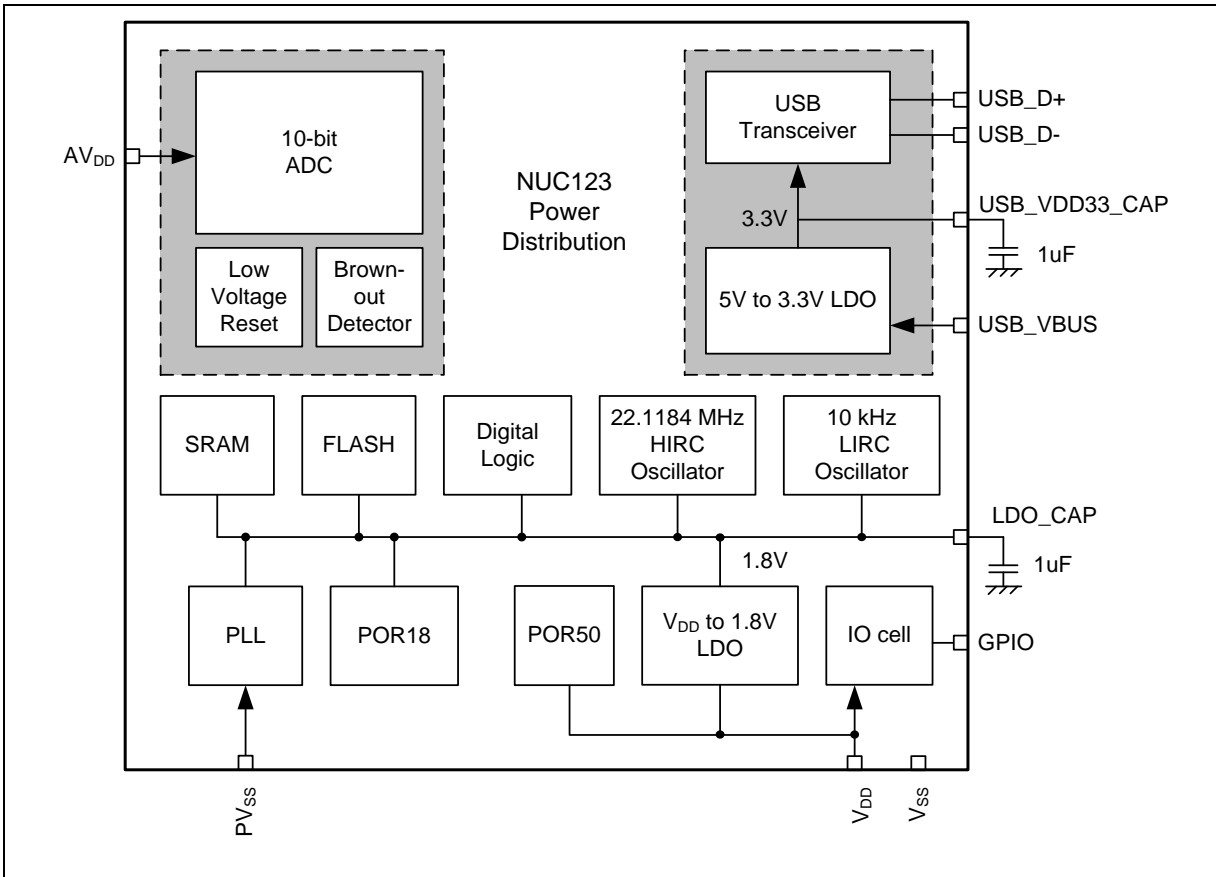 AVDD
10-bit
ADC
Low
Voltage
Reset
Brown-
out
Detector
NUC123
Power
Distribution
USB
Transceiver
3.3V
5V to 3.3V LDO
USB_D+
USB_D-
USB_VDD33_CAP
1uF
USB_VBUS
SRAM
FLASH
Digital
Logic
22.1184 MHz
HIRC
Oscillator
10 kHz
LIRC
Oscillator
LDO_CAP
1uF
1.8V
PLL
POR18
POR50
VDD to 1.8V
LDO
IO cell
GPIO
PVSS
VDD
VSS